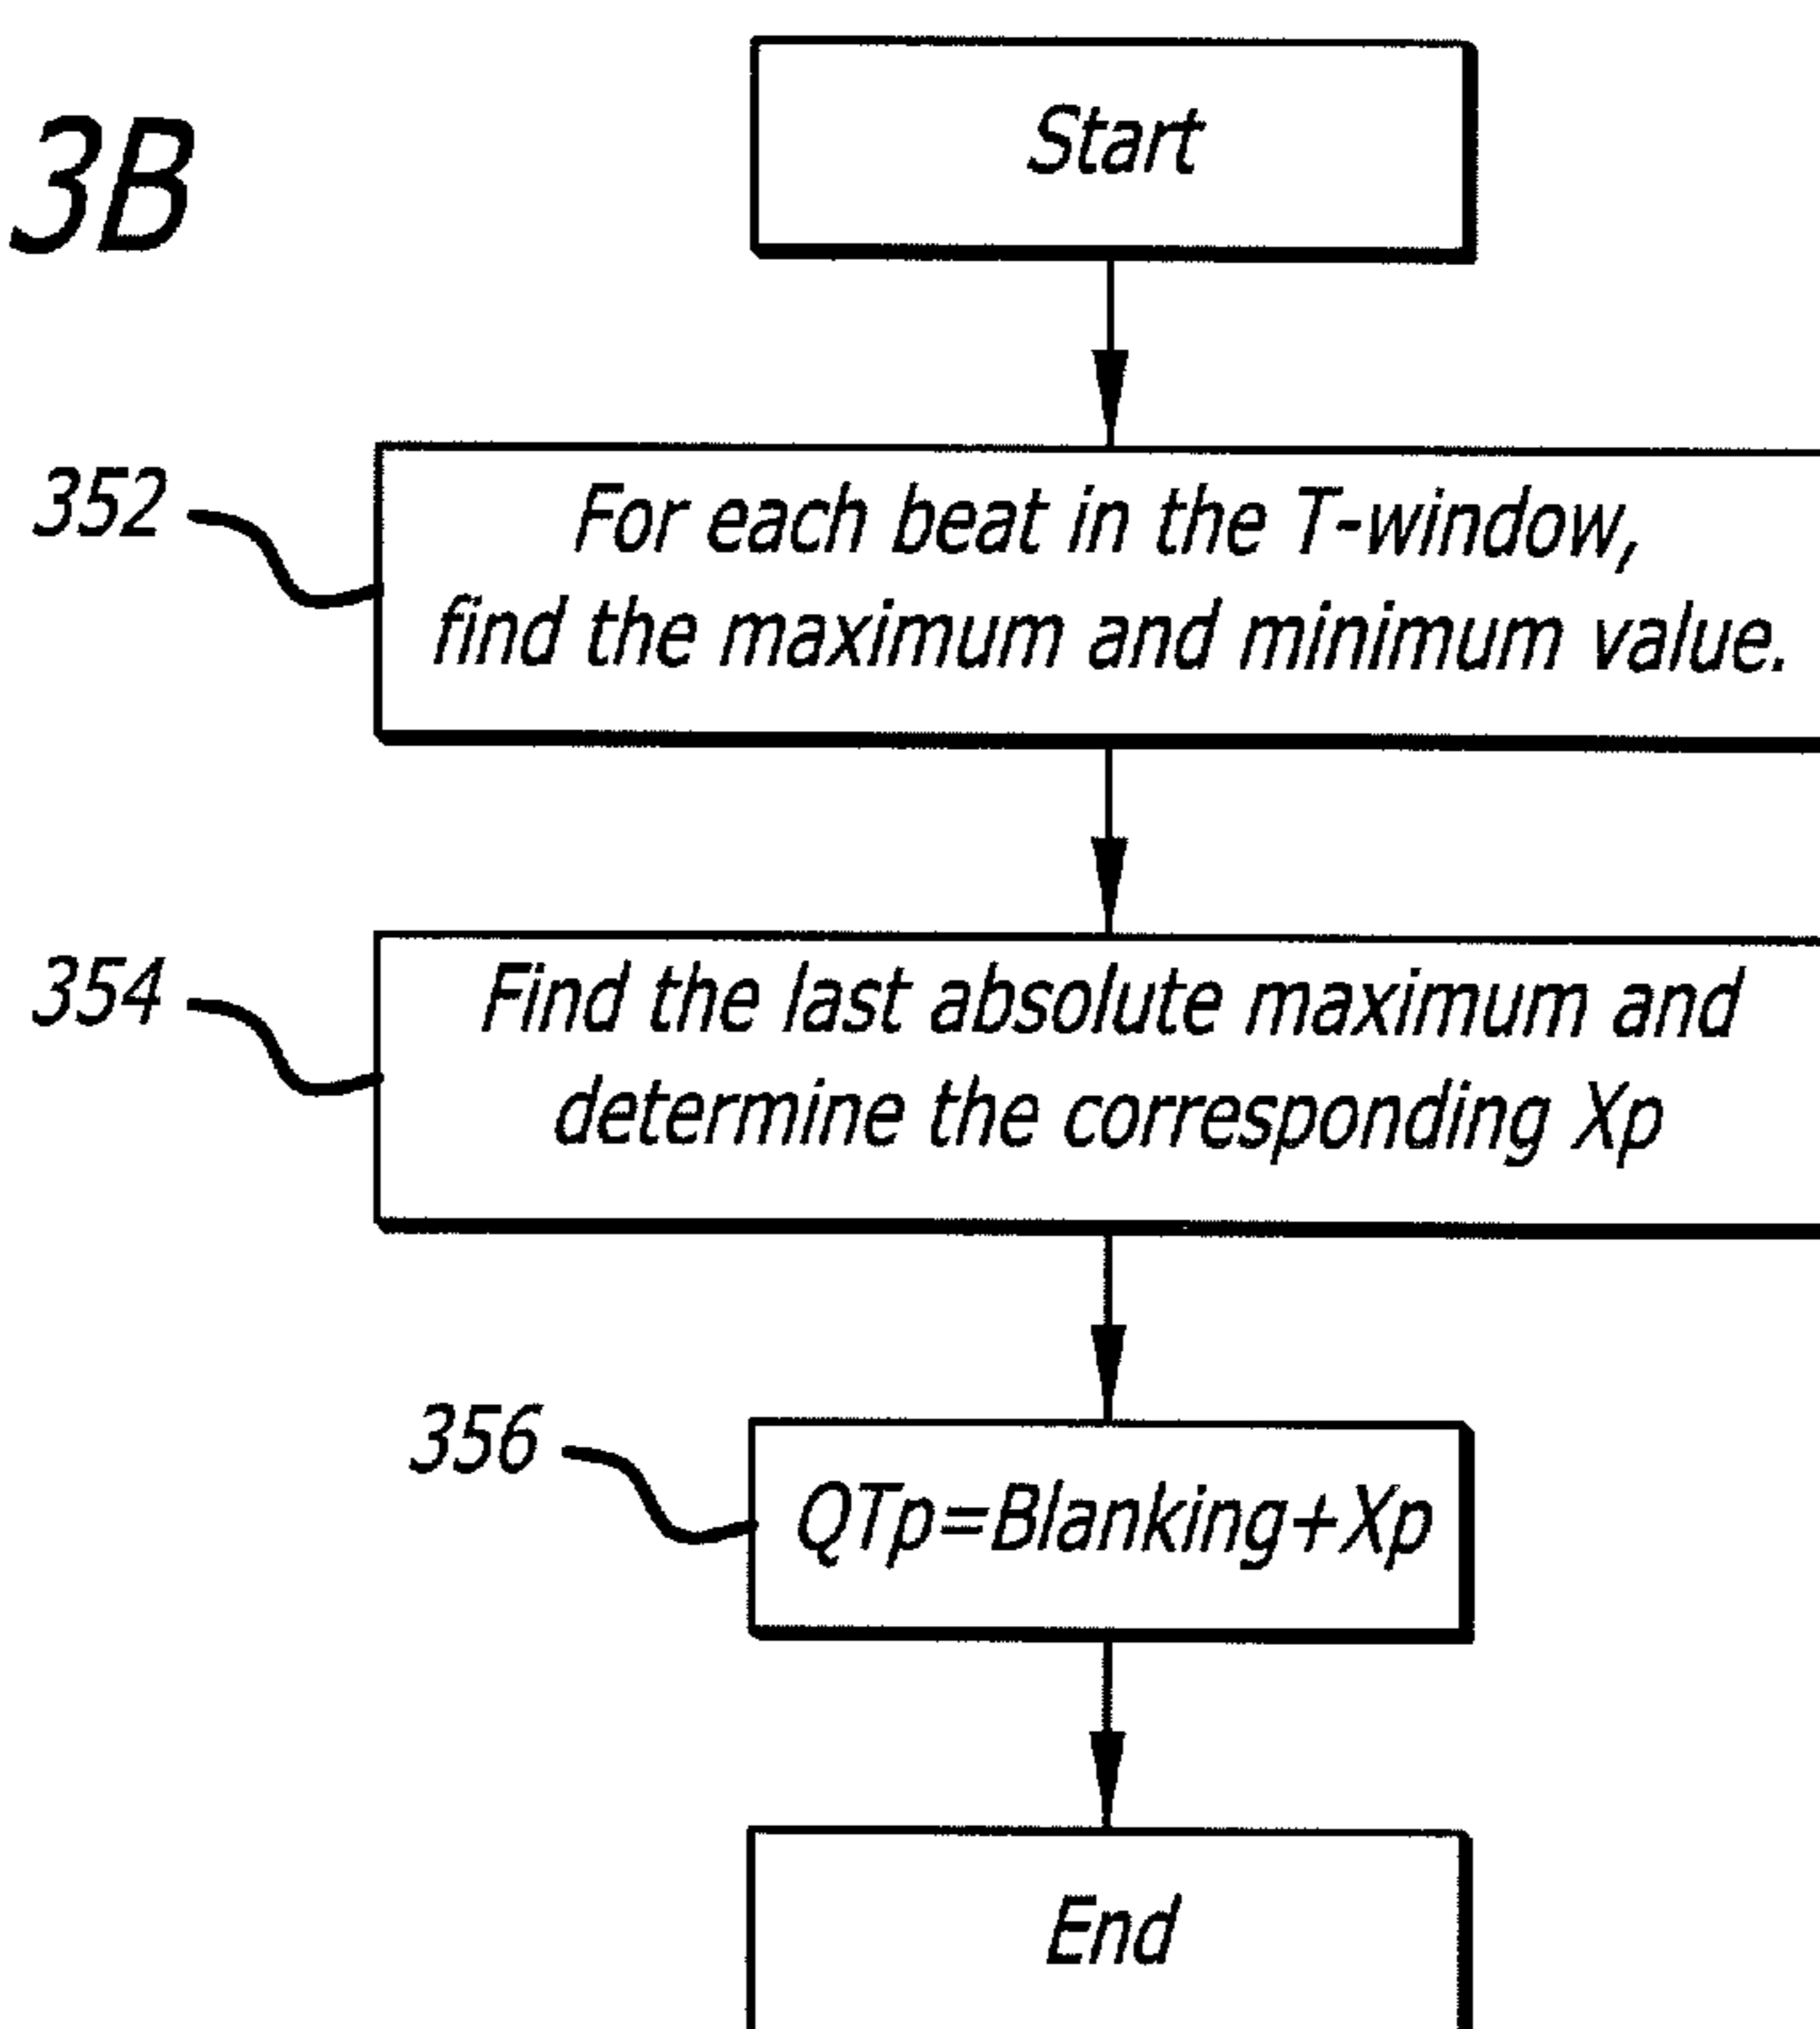 3B
Start
352
For each beat in the T-window,
find the maximum and minimum value.
354
Find the last absolute maximum and
determine the corresponding Xp
356
QTp=Blanking+Xp
End